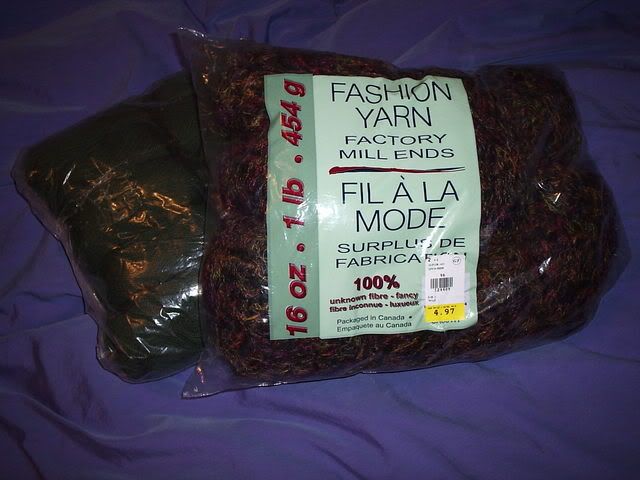 16 oz • 1 lb • 454 g
FASHION
YARN
FACTORY
MILL ENDS
FIL À LA
MODE
SURPLUS DE
100%
unknown fibre - fancy
fibre inconnue - luxueux
Packaged in Canada •
Empaqueté au Canada
4.97